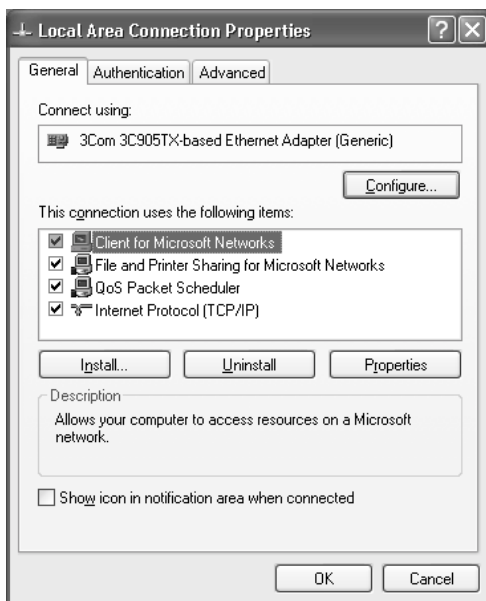 Local Area Connection Properties
General Authentication Advanced
Connect using:
3Com 3C905TX-based Ethernet Adapter (Generic)
Configure...
This connection uses the following items:
Client for Microsoft Networks
File and Printer Sharing for Microsoft Networks
QoS Packet Scheduler
Internet Protocol (TCP/IP)
Install... Uninstall Properties
Description
Allows your computer to access resources on a Microsoft
network.
Show icon in notification area when connected
OK Cancel